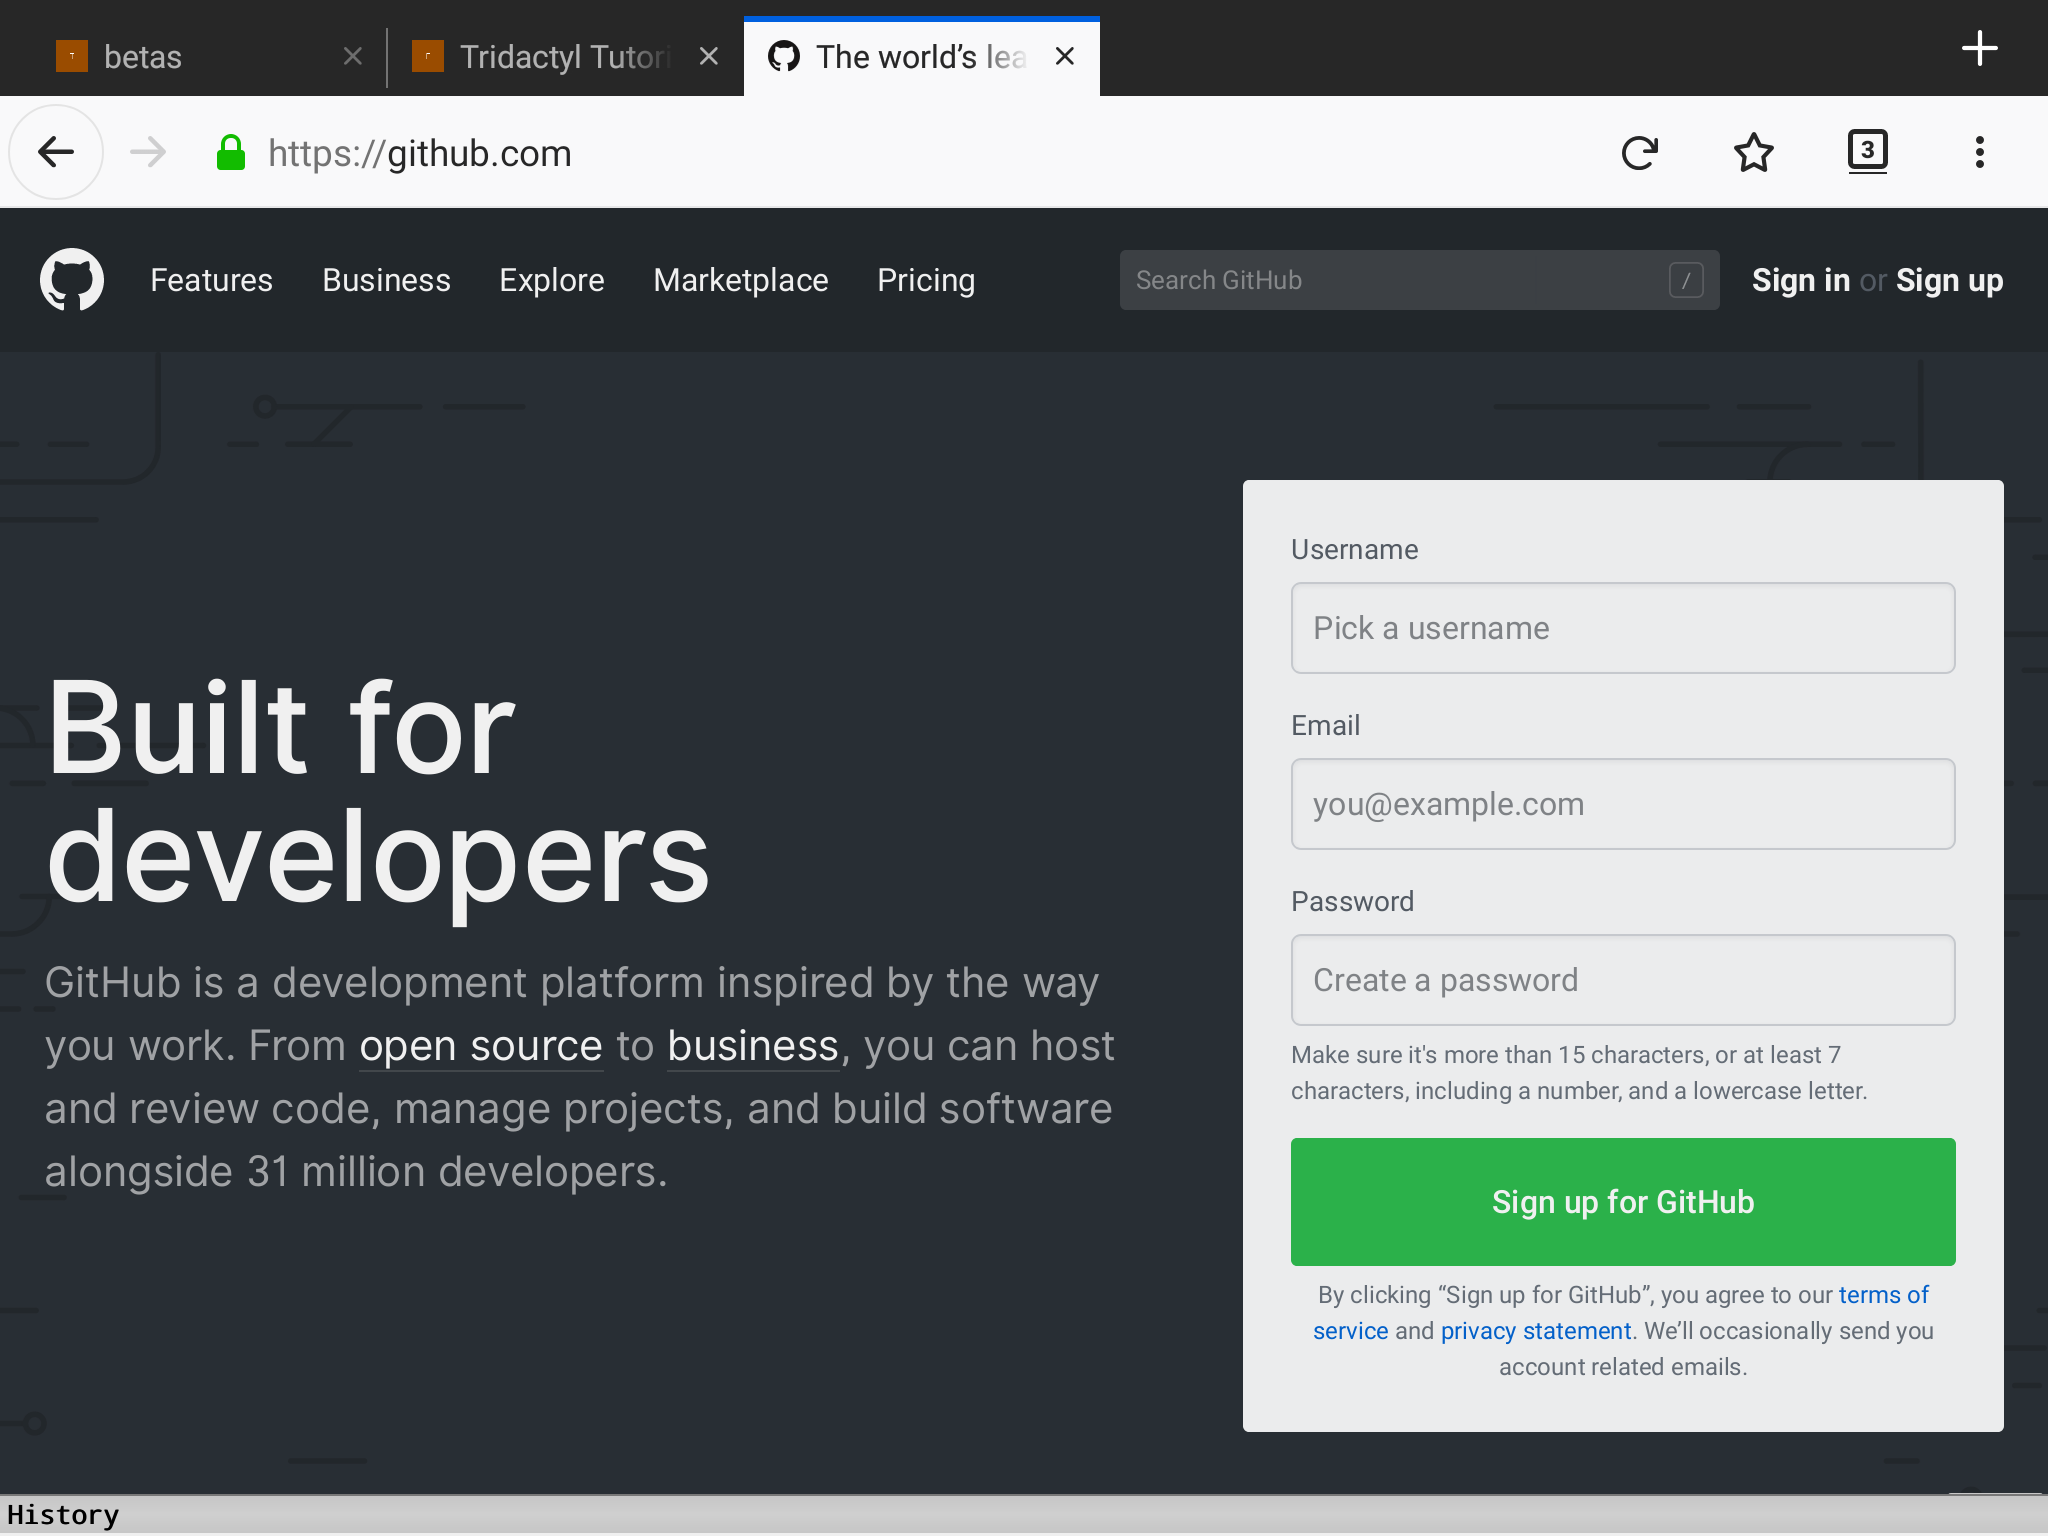 betas
Tridactyl Tutori
The world’s lea
https://github.com
3
Features Business Explore Marketplace Pricing
Search GitHub /
Sign in or Sign up
Built for
developers
GitHub is a development platform inspired by the way
you work. From open source to business, you can host
and review code, manage projects, and build software
alongside 31 million developers.
Username
Pick a username
Email
you@example.com
Password
Create a password
Make sure it's more than 15 characters, or at least 7
characters, including a number, and a lowercase letter.
Sign up for GitHub
By clicking “Sign up for GitHub”, you agree to our terms of
service and privacy statement. We’ll occasionally send you
account related emails.
History